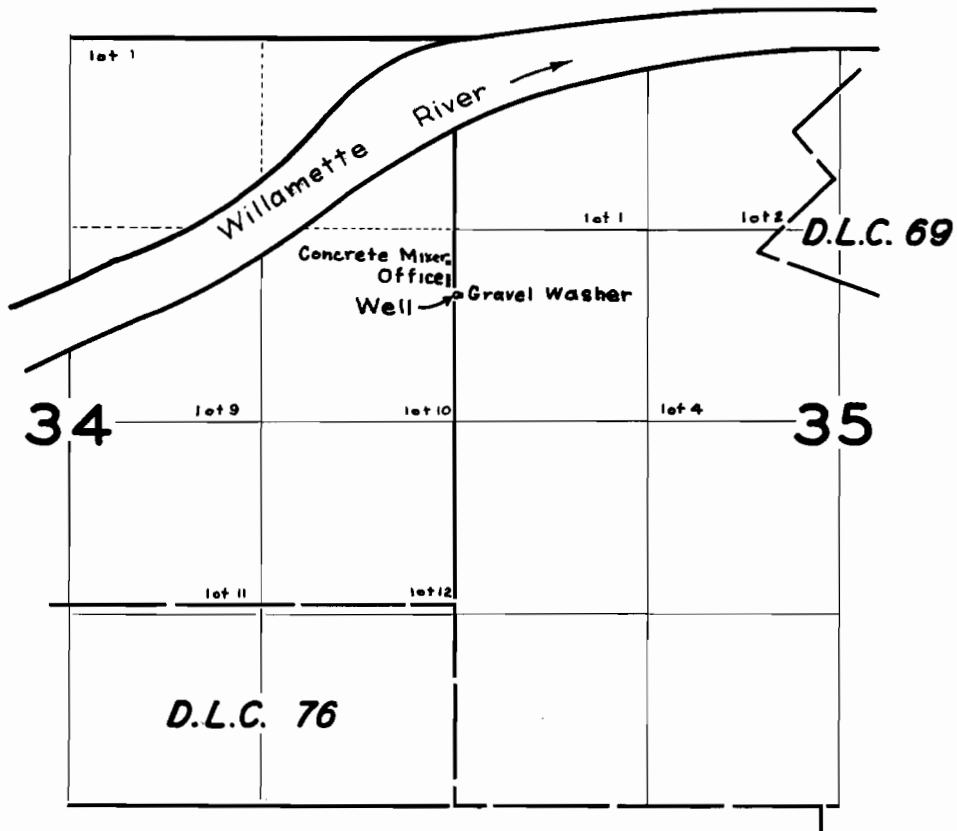 lot 1
Willamette River
lot 1
lot 2
D.L.C. 69
Concrete Mixer
Office
Well
Gravel Washer
34
lot 9
lot 10
lot 4
35
lot 11
lot 12
D.L.C. 76